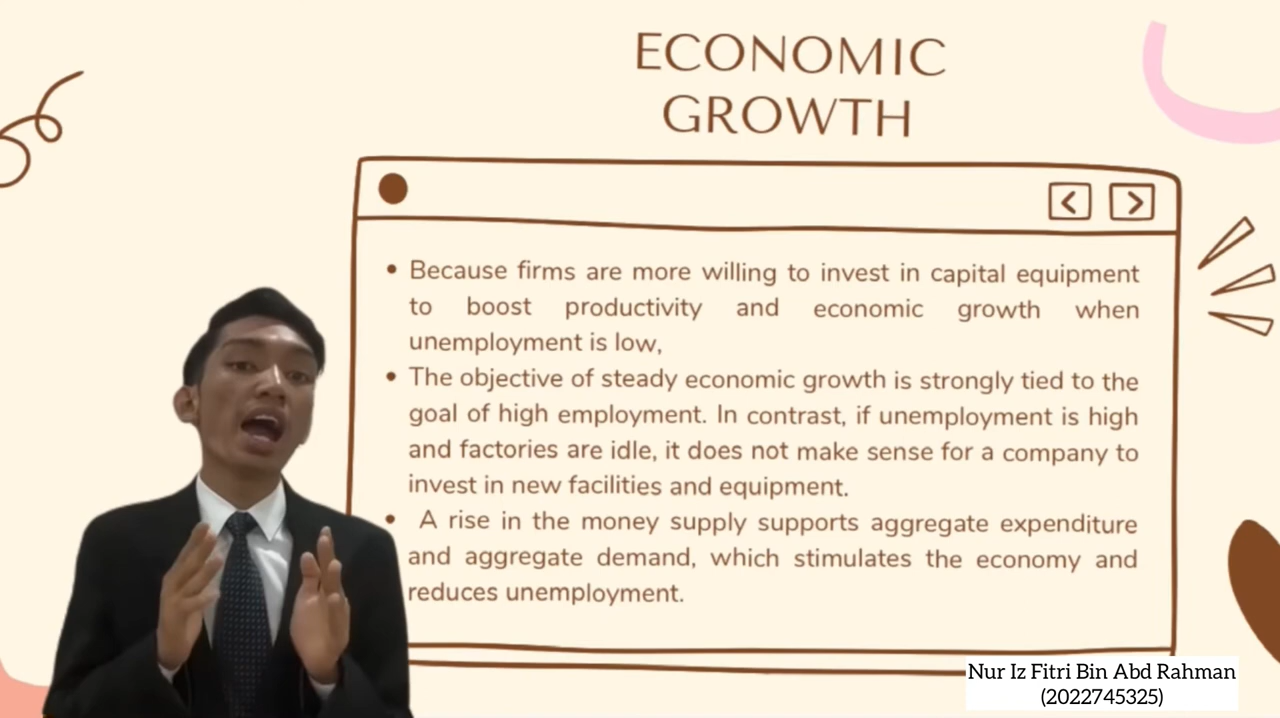 ECONOMIC
GROWTH
• Because firms are more willing to invest in capital equipment
to boost productivity and economic growth when
unemployment is low,
• The objective of steady economic growth is strongly tied to the
goal of high employment. In contrast, if unemployment is high
and factories are idle, it does not make sense for a company to
invest in new facilities and equipment.
• A rise in the money supply supports aggregate expenditure
and aggregate demand, which stimulates the economy and
reduces unemployment.
Nur Iz Fitri Bin Abd Rahman
(2022745325)